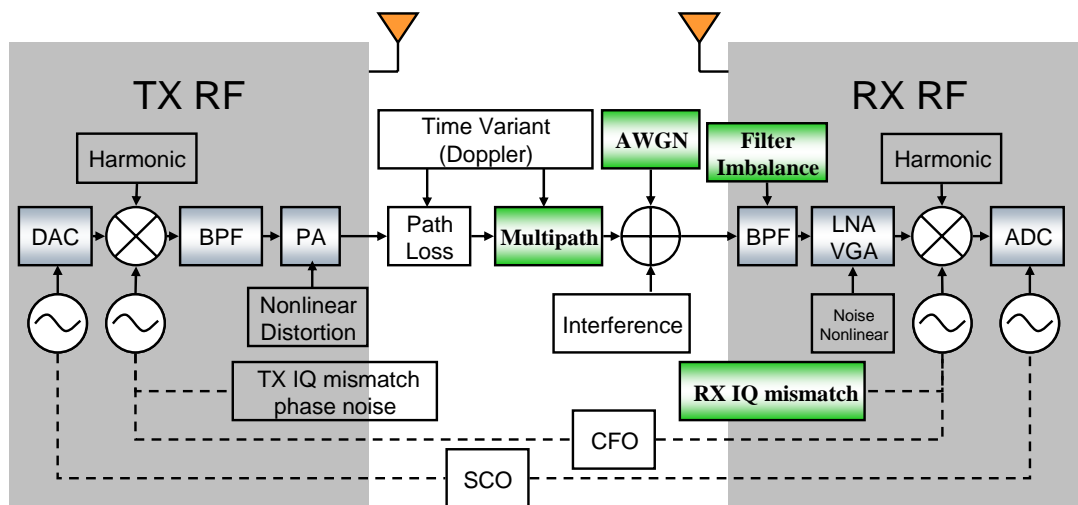 TX RF
RX RF
Harmonic
Time Variant
(Doppler)
AWGN
Filter
Imbalance
Harmonic
DAC
BPF
PA
Path
Loss
Multipath
BPF
LNA
VGA
ADC
Nonlinear
Distortion
Interference
Noise
Nonlinear
TX IQ mismatch
phase noise
RX IQ mismatch
CFO
SCO